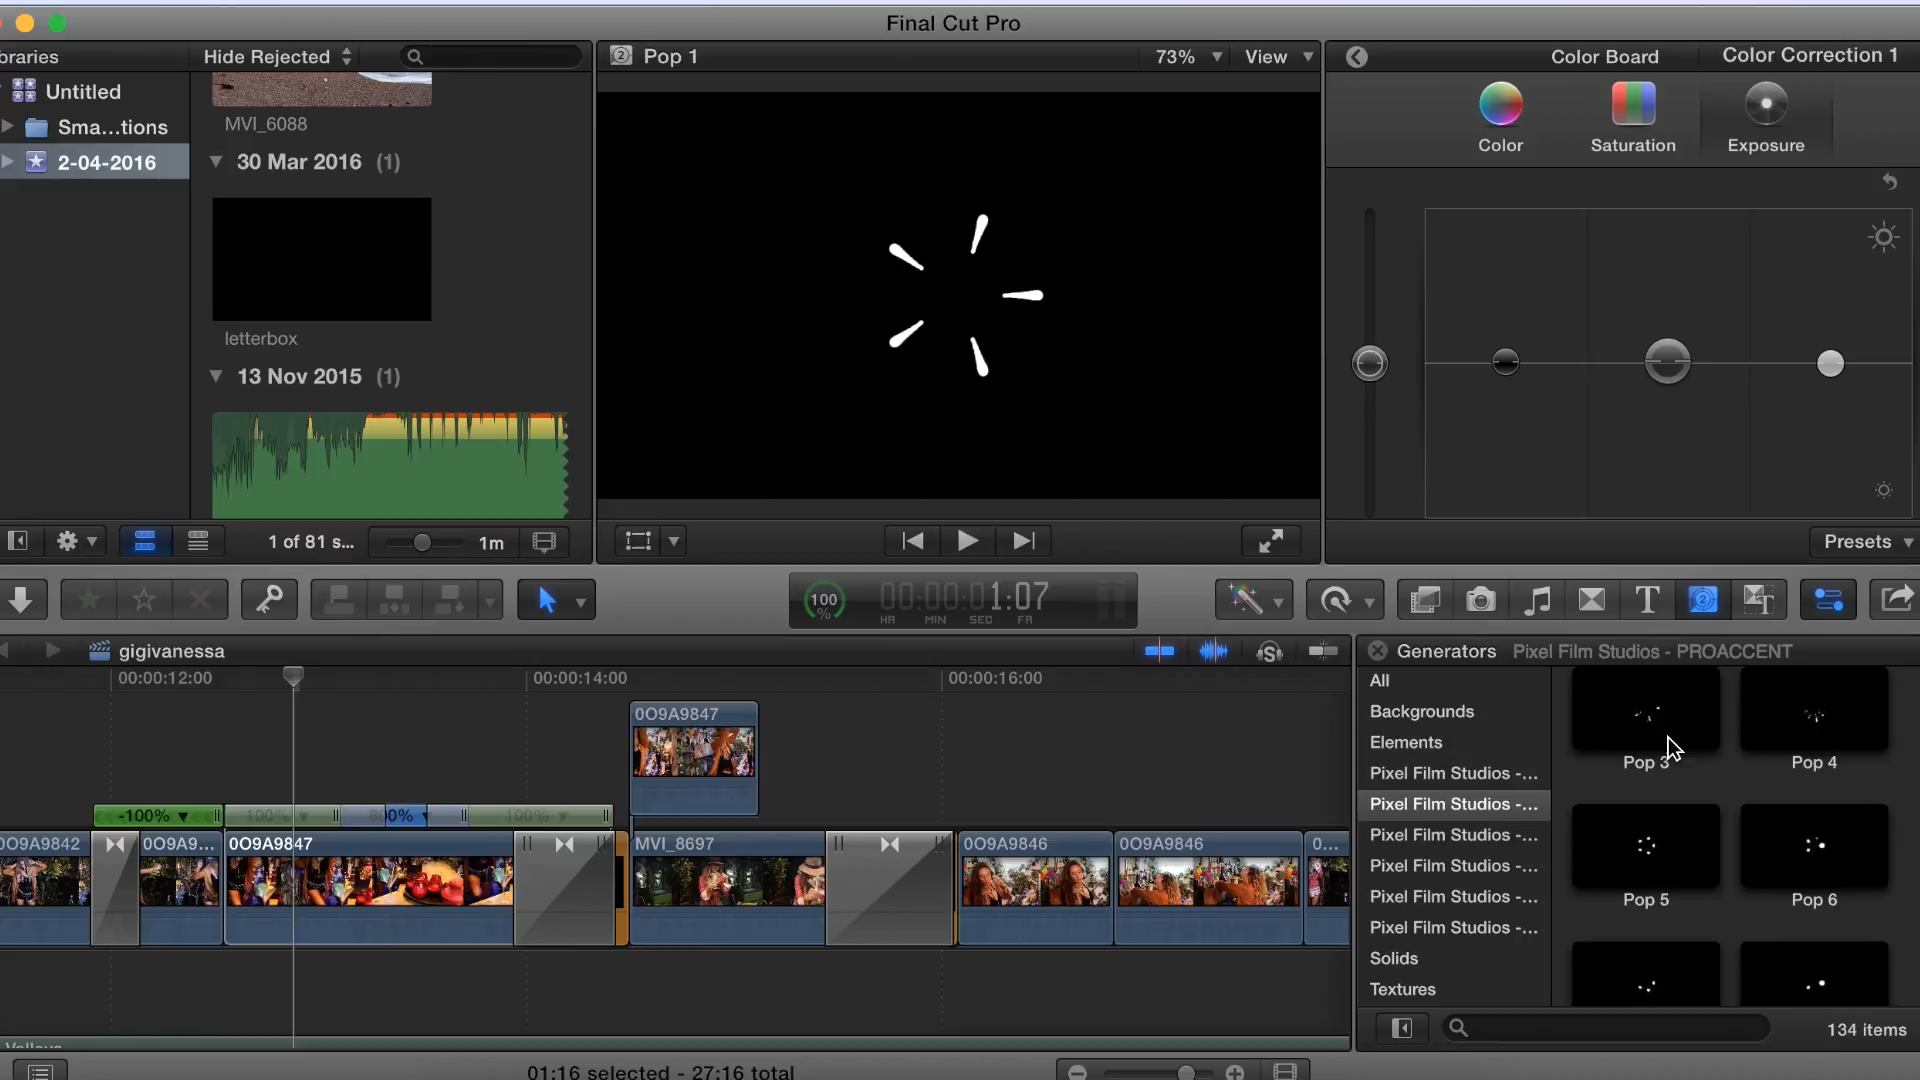 Final Cut Pro
braries
Hide Rejected
Untitled
Sma...tions
2-04-2016
MVI_6088
30 Mar 2016 (1)
letterbox
13 Nov 2015 (1)
1 of 81 s...
1m
Pop 1
73%
View
Color Board
Color Correction 1
Color
Saturation
Exposure
Presets
100
%
00:00:01:07
HR MIN SEC FR
gigivanessa
00:00:12:00
00:00:14:00
00:00:16:00
0O9A9847
-100%
100%
800%
100%
0O9A9842
0O9A9...
0O9A9847
MVI_8697
0O9A9846
0O9A9846
0...
01:16 selected - 27:16 total
Generators
Pixel Film Studios - PROACCENT
All
Backgrounds
Elements
Pixel Film Studios -...
Pixel Film Studios -...
Pixel Film Studios -...
Pixel Film Studios -...
Pixel Film Studios -...
Pixel Film Studios -...
Solids
Textures
Pop 3
Pop 4
Pop 5
Pop 6
134 items